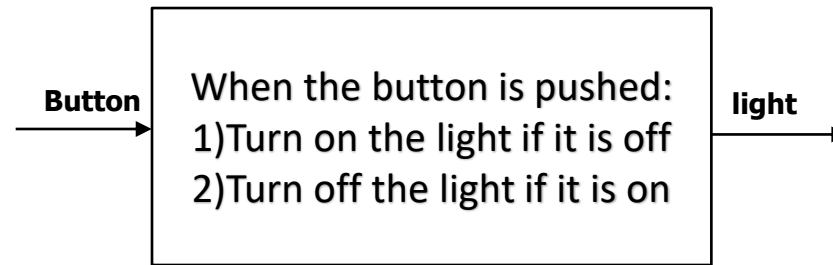 Button
When the button is pushed:
1)Turn on the light if it is off
2)Turn off the light if it is on
light